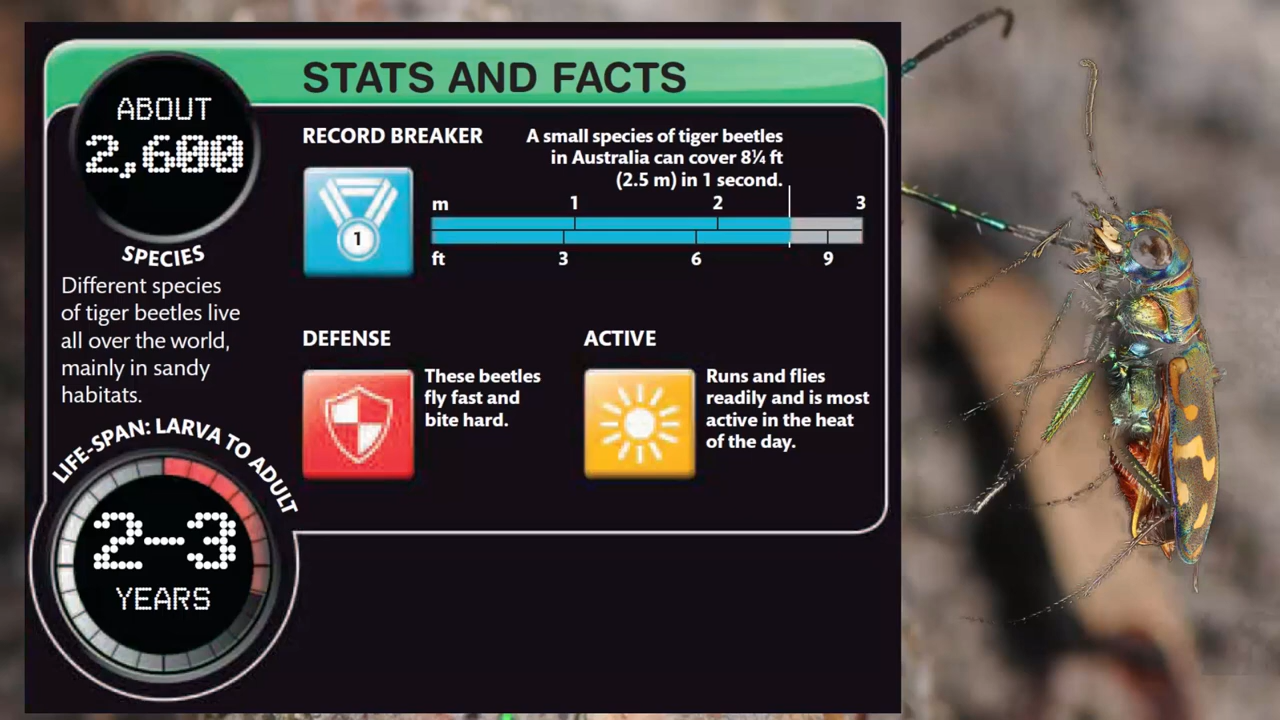 STATS AND FACTS
ABOUT
2,600
SPECIES
Different species
of tiger beetles live
all over the world,
mainly in sandy
habitats.
LIFE-SPAN: LARVA TO ADULT
2–3
YEARS
RECORD BREAKER
A small species of tiger beetles
in Australia can cover 8¼ ft
(2.5 m) in 1 second.
1
m 1 2 3
ft 3 6 9
DEFENSE
These beetles
fly fast and
bite hard.
ACTIVE
Runs and flies
readily and is most
active in the heat
of the day.